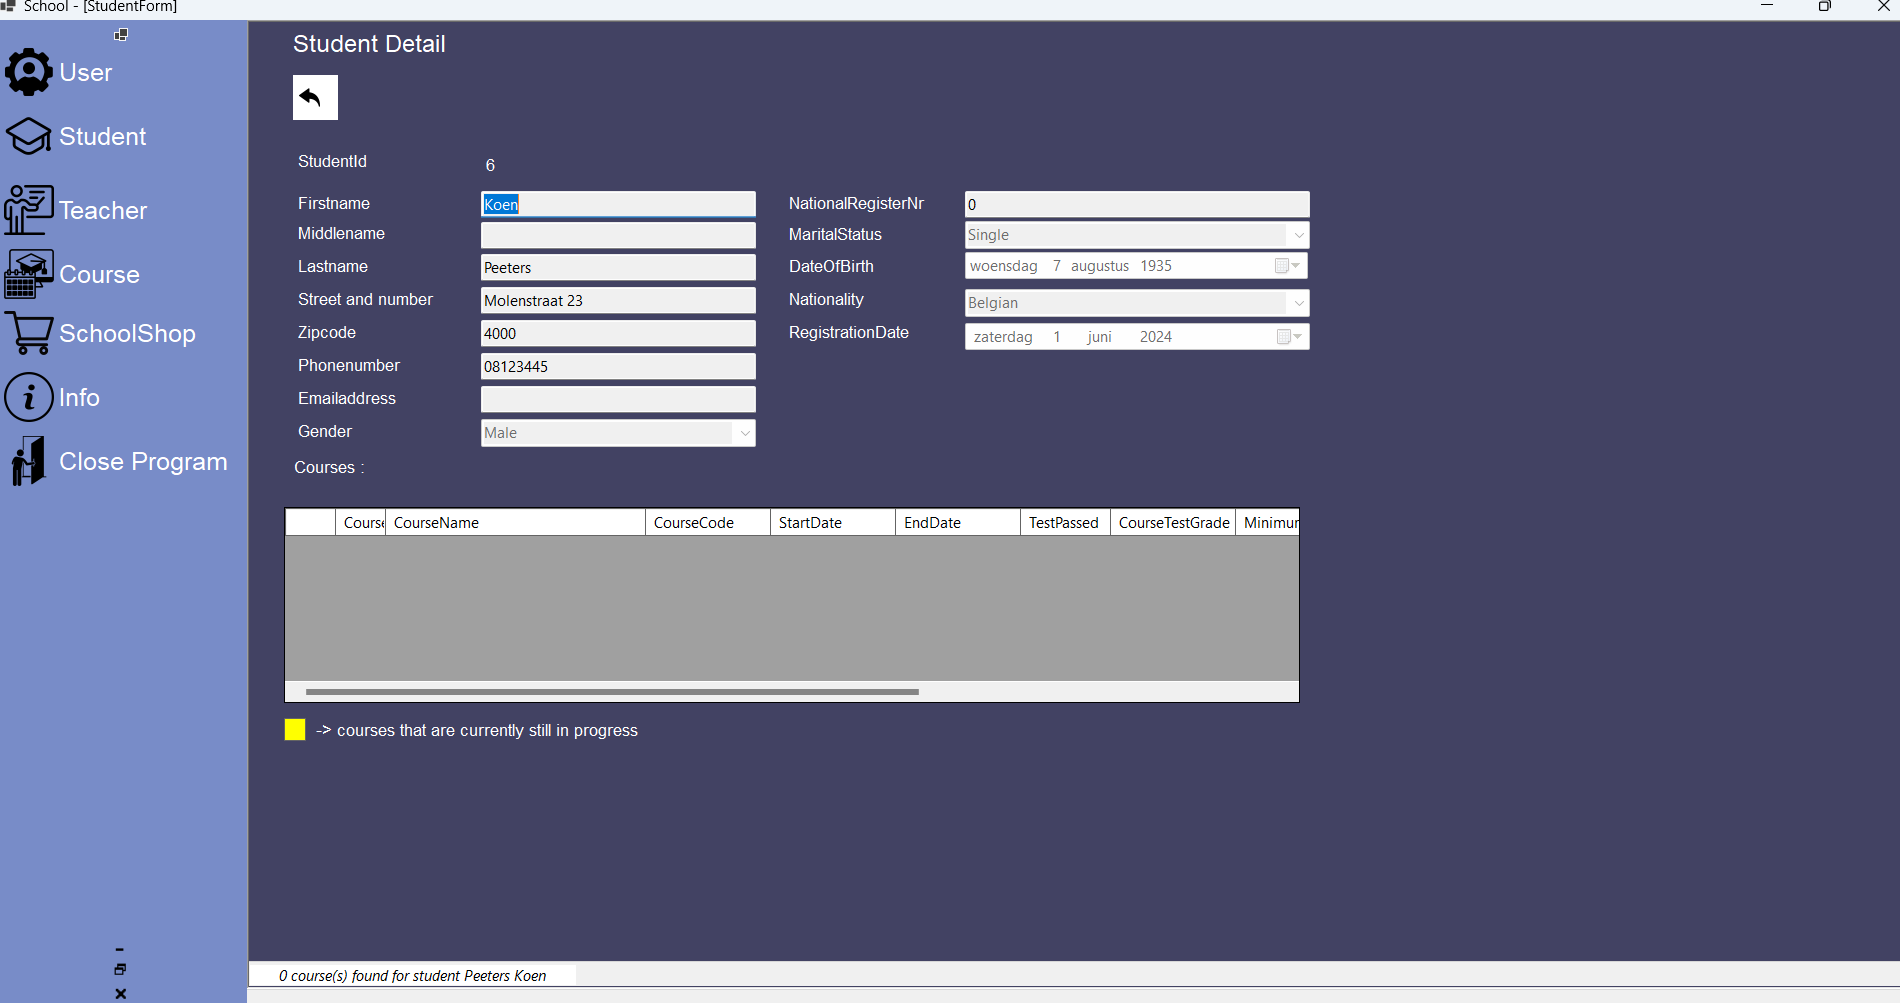 School - [StudentForm]
User
Student
Teacher
Course
SchoolShop
Info
Close Program
Student Detail
StudentId 6
Firstname Koen
Middlename
Lastname Peeters
Street and number Molenstraat 23
Zipcode 4000
Phonenumber 08123445
Emailaddress
Gender Male
NationalRegisterNr 0
MaritalStatus Single
DateOfBirth woensdag 7 augustus 1935
Nationality Belgian
RegistrationDate zaterdag 1 juni 2024
Courses :
Course CourseName CourseCode StartDate EndDate TestPassed CourseTestGrade Minimum
-> courses that are currently still in progress
0 course(s) found for student Peeters Koen